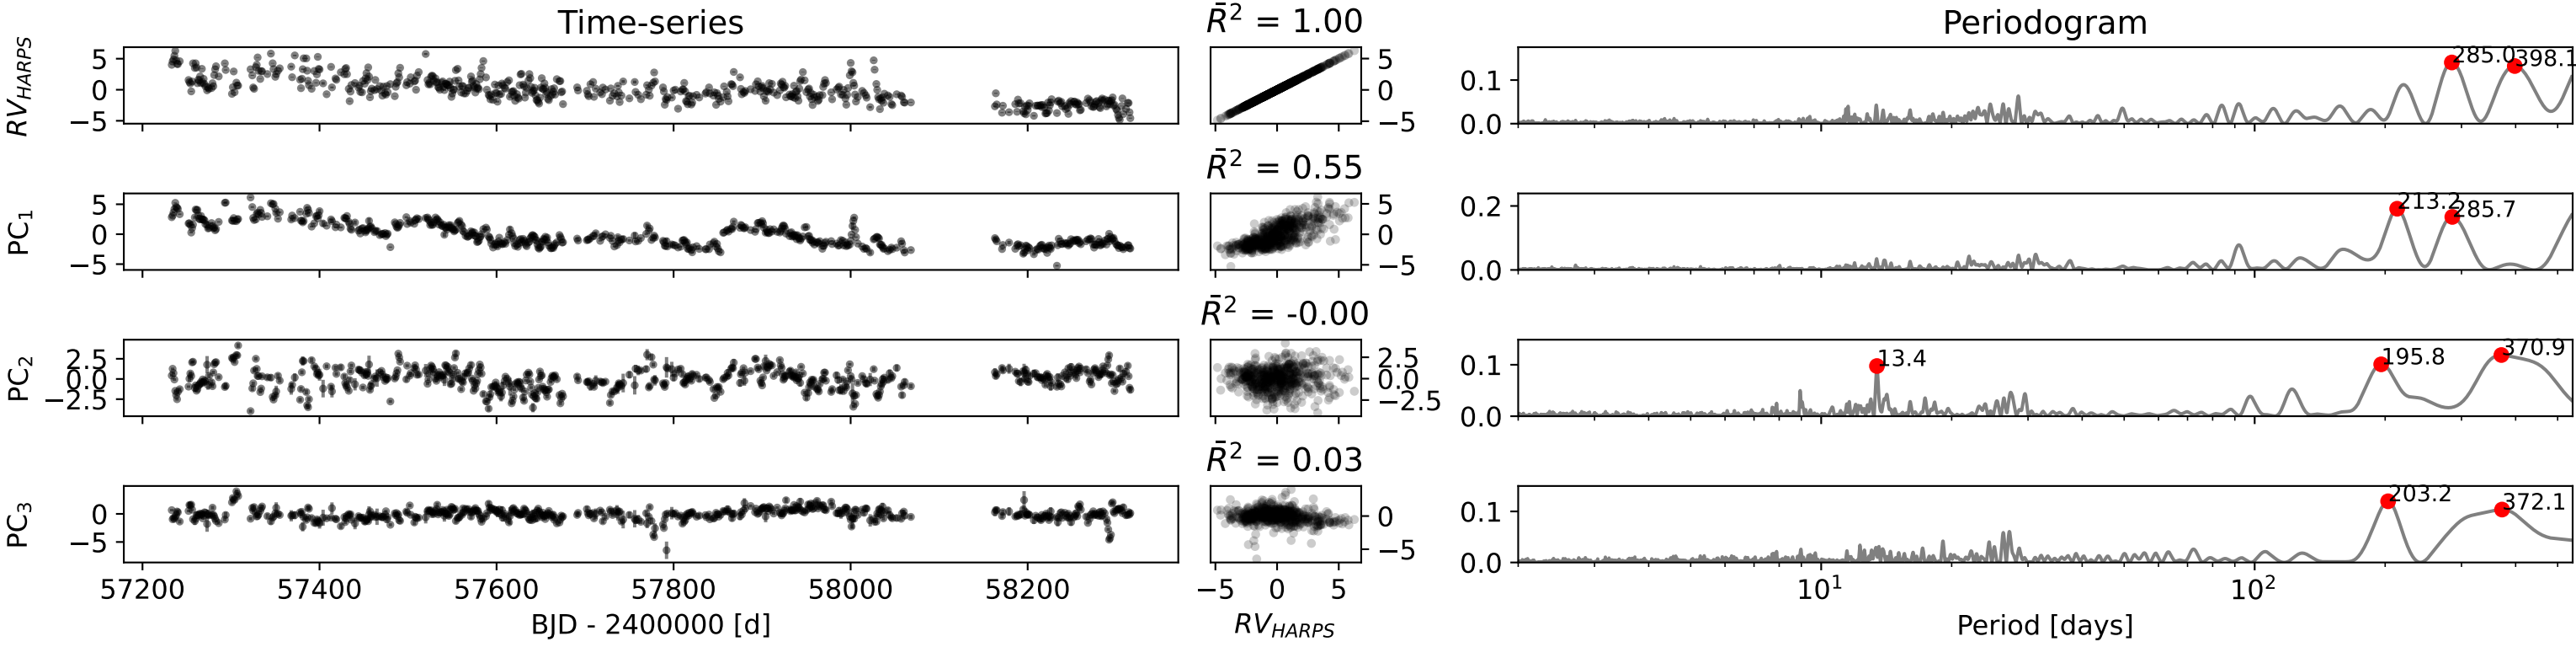 Time-series
R̄² = 1.00
Periodogram
RV_HARPS
5
0
−5
5
0
−5
0.1
0.0
285.0
398.1
R̄² = 0.55
PC₁
5
0
−5
5
0
−5
0.2
0.0
213.2
285.7
R̄² = -0.00
PC₂
2.5
0.0
−2.5
2.5
0.0
−2.5
0.1
0.0
13.4
195.8
370.9
R̄² = 0.03
PC₃
0
−5
0
−5
0.1
0.0
203.2
372.1
57200 57400 57600 57800 58000 58200
−5 0 5
10¹ 10²
BJD - 2400000 [d]
RV_HARPS
Period [days]